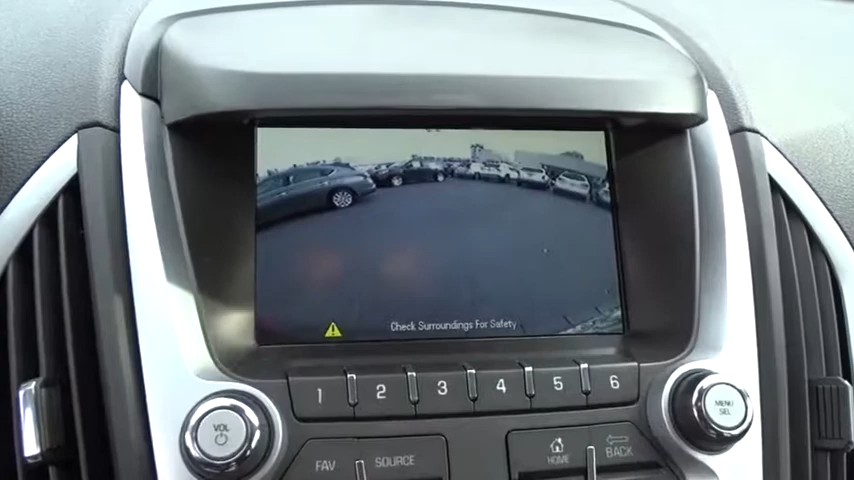 Check Surroundings For Safety
1 2 3 4 5 6
VOL
MENU
SEL
FAV SOURCE
HOME BACK